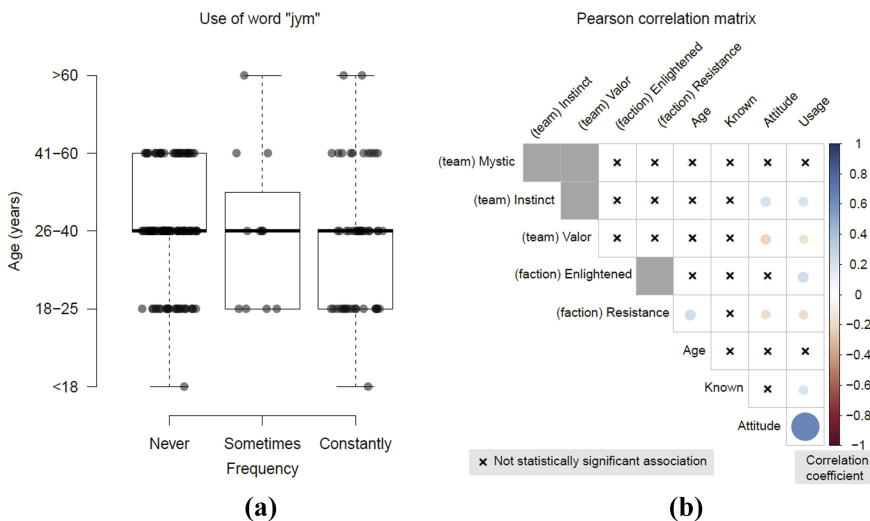 Use of word "jym"
Age (years)
>60
41−60
26−40
18−25
<18
Never
Sometimes
Constantly
Frequency
(a)
Pearson correlation matrix
(team) Instinct
(team) Valor
(faction) Enlightened
(faction) Resistance
Age
Known
Attitude
Usage
(team) Mystic
(team) Instinct
(team) Valor
(faction) Enlightened
(faction) Resistance
Age
Known
Attitude
1
0.8
0.6
0.4
0.2
0
−0.2
−0.4
−0.6
−0.8
−1
× Not statistically significant association
Correlation
coefficient
(b)